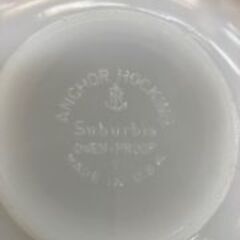 ANCHOR HOCKING
Suburbia
OVEN-PROOF
MADE IN U.S.A.